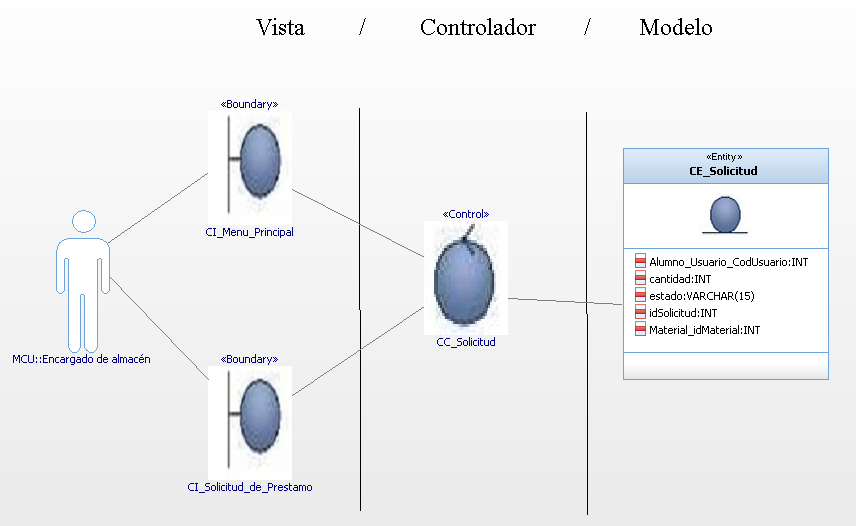 Vista / Controlador / Modelo
«Boundary»
CI_Menu_Principal
MCU::Encargado de almacén
«Boundary»
CI_Solicitud_de_Prestamo
«Control»
CC_Solicitud
«Entity»
CE_Solicitud
Alumno_Usuario_CodUsuario:INT
cantidad:INT
estado:VARCHAR(15)
idSolicitud:INT
Material_idMaterial:INT